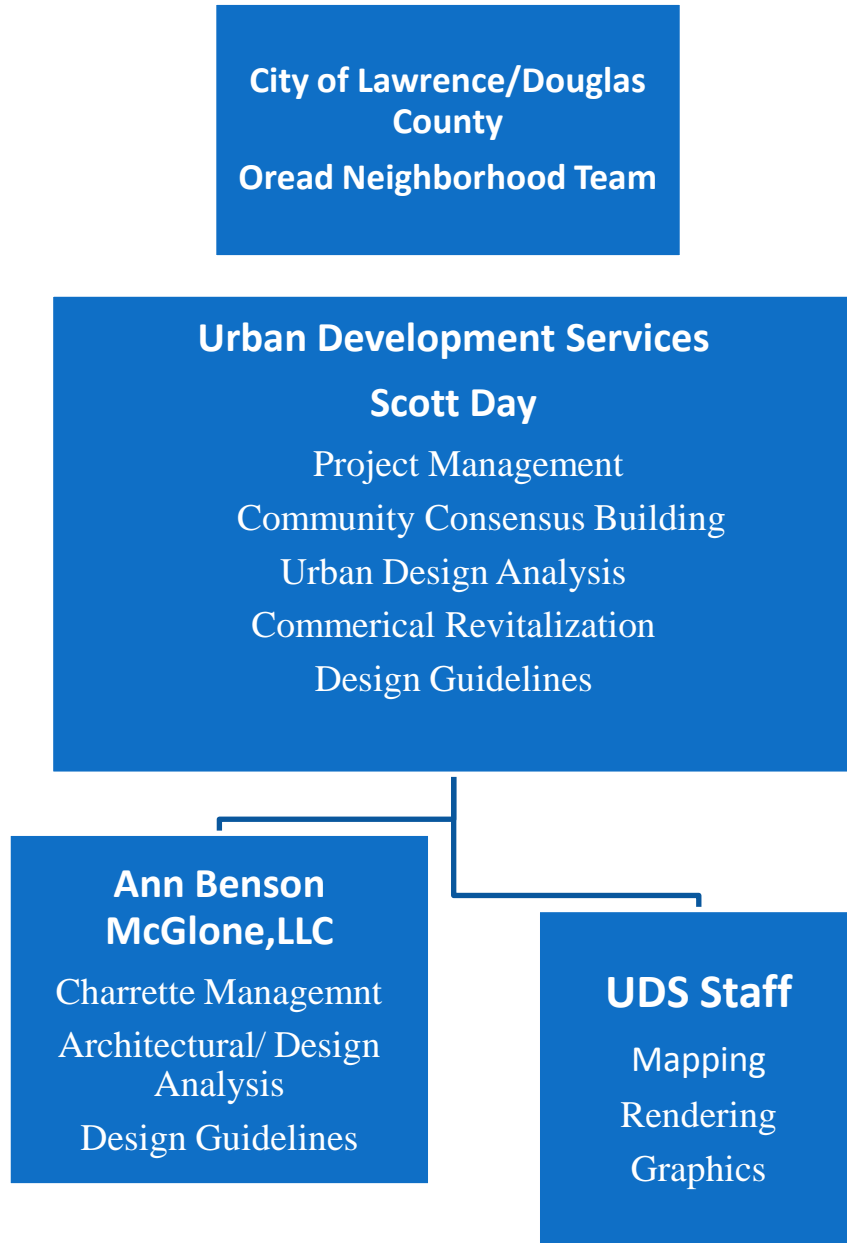 City of Lawrence/Douglas
County
Oread Neighborhood Team
Urban Development Services
Scott Day
Project Management
Community Consensus Building
Urban Design Analysis
Commerical Revitalization
Design Guidelines
Ann Benson
McGlone,LLC
Charrette Managemnt
Architectural/ Design
Analysis
Design Guidelines
UDS Staff
Mapping
Rendering
Graphics